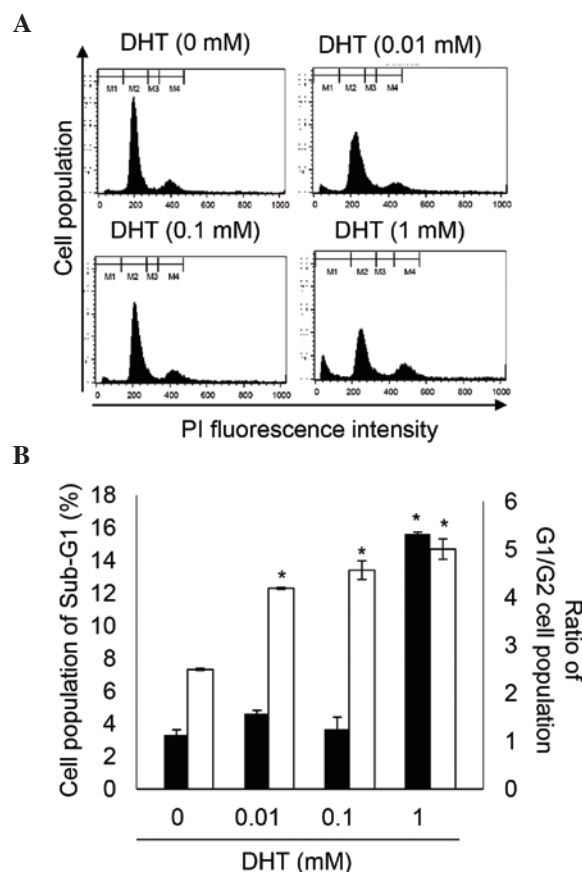 A
DHT (0 mM)
DHT (0.01 mM)
M1 M2 M3 M4
M1 M2 M3 M4
0 200 400 600 800 1000
0 200 400 600 800 1000
DHT (0.1 mM)
DHT (1 mM)
M1 M2 M3 M4
M1 M2 M3 M4
0 200 400 600 800 1000
0 200 400 600 800 1000
Cell population
PI fluorescence intensity
B
Cell population of Sub-G1 (%)
18
16
14
12
10
8
6
4
2
0
* * * *
6
5
4
3
2
1
0
Ratio of
G1/G2 cell population
0 0.01 0.1 1
DHT (mM)